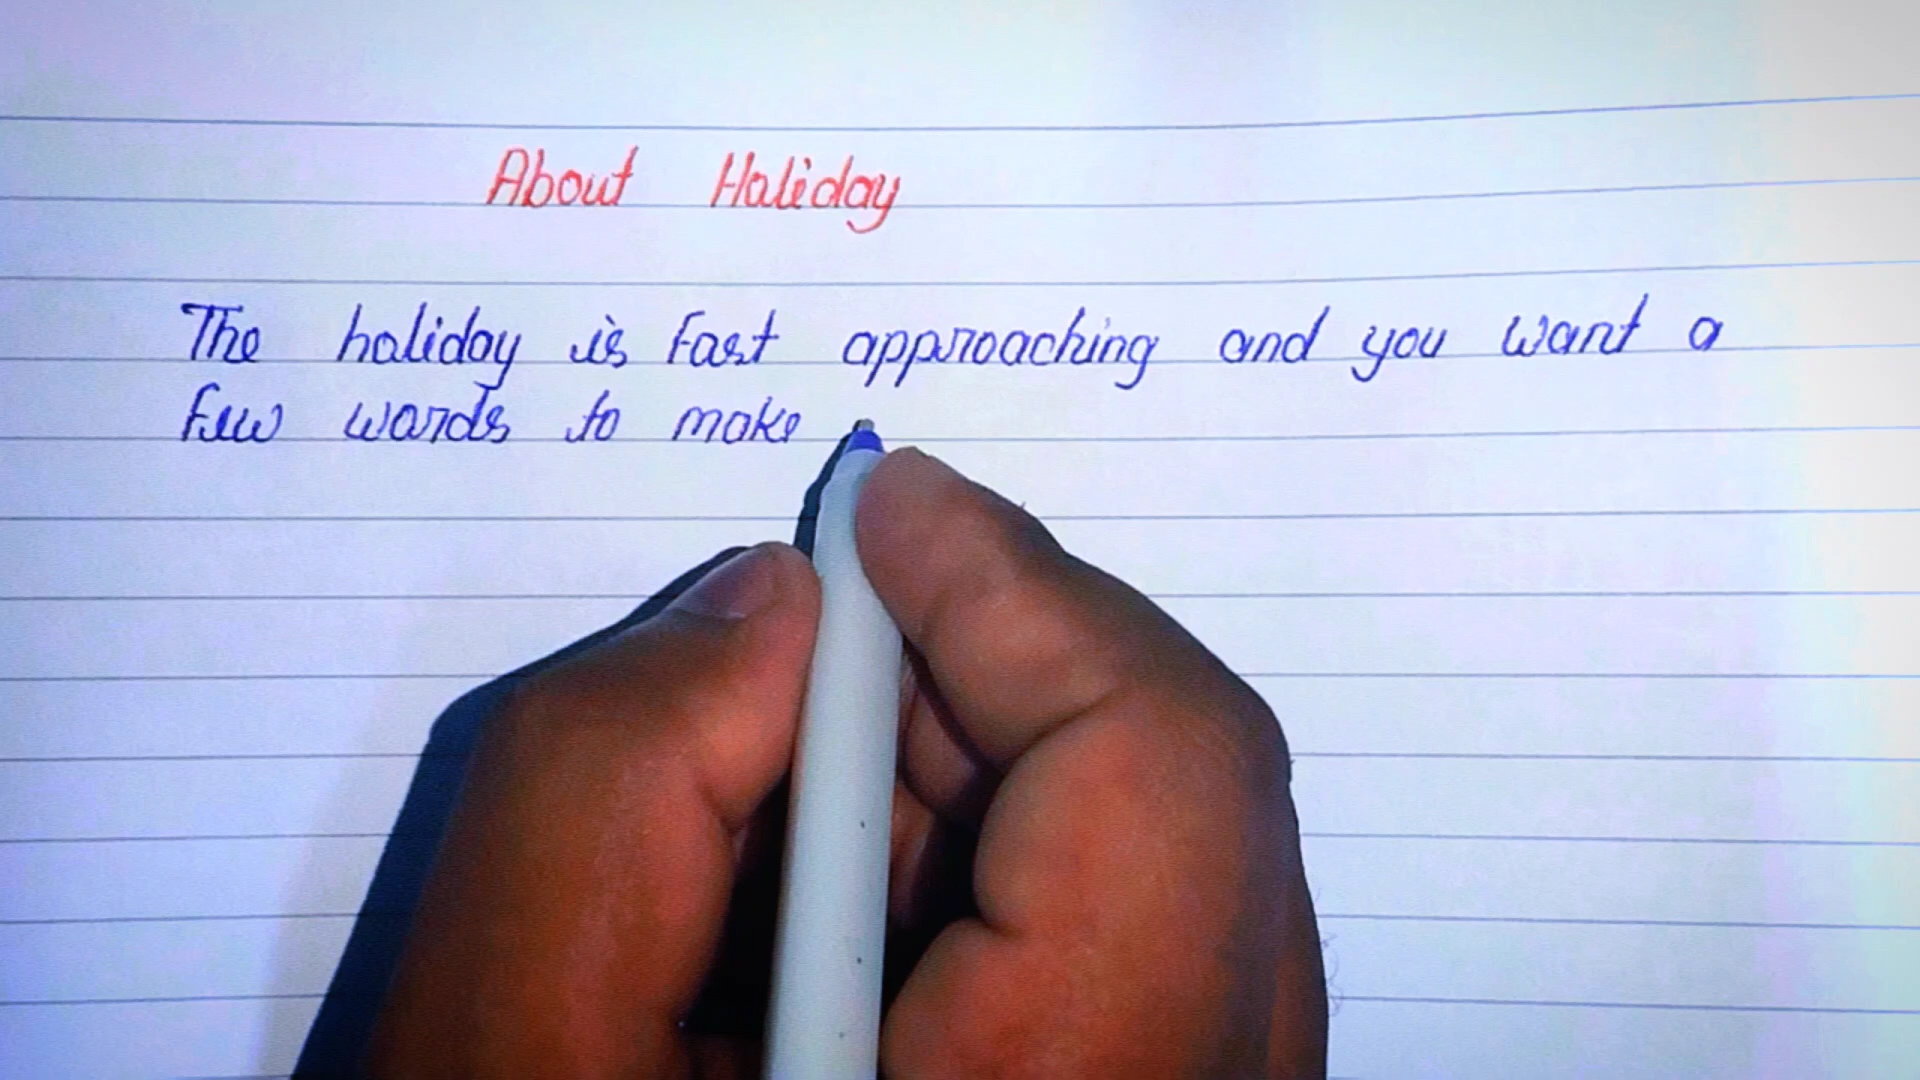 About Holiday
The holiday is Fast approaching and you want a
few words to make